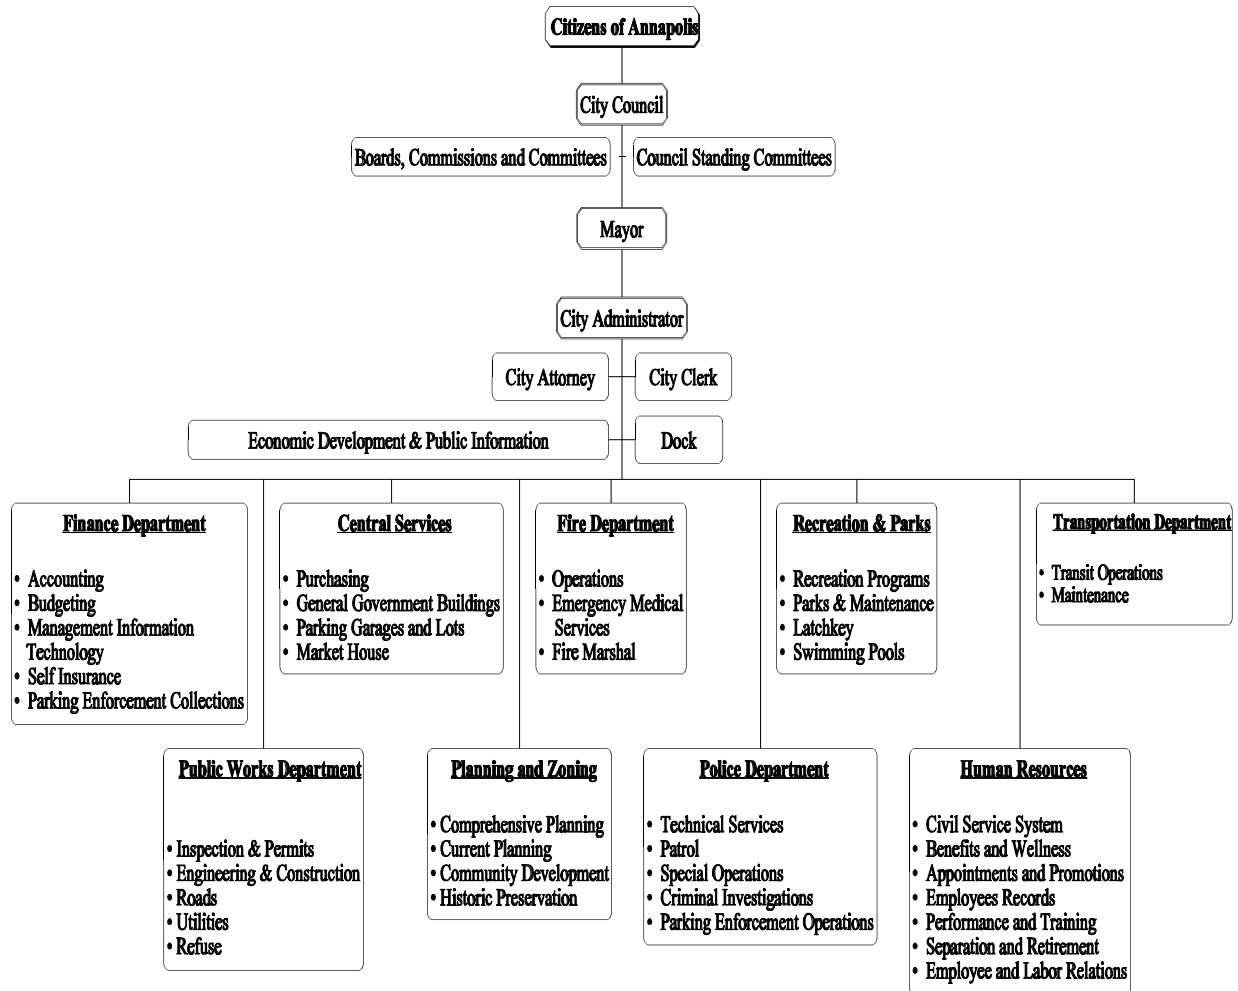 Citizens of Annapolis
City Council
Boards, Commissions and Committees
Council Standing Committees
Mayor
City Administrator
City Attorney
City Clerk
Economic Development & Public Information
Dock
Finance Department
• Accounting
• Budgeting
• Management Information
Technology
• Self Insurance
• Parking Enforcement Collections
Central Services
• Purchasing
• General Government Buildings
• Parking Garages and Lots
• Market House
Fire Department
• Operations
• Emergency Medical
Services
• Fire Marshal
Recreation & Parks
• Recreation Programs
• Parks & Maintenance
• Latchkey
• Swimming Pools
Transportation Department
• Transit Operations
• Maintenance
Public Works Department
• Inspection & Permits
• Engineering & Construction
• Roads
• Utilities
• Refuse
Planning and Zoning
• Comprehensive Planning
• Current Planning
• Community Development
• Historic Preservation
Police Department
• Technical Services
• Patrol
• Special Operations
• Criminal Investigations
• Parking Enforcement Operations
Human Resources
• Civil Service System
• Benefits and Wellness
• Appointments and Promotions
• Employees Records
• Performance and Training
• Separation and Retirement
• Employee and Labor Relations